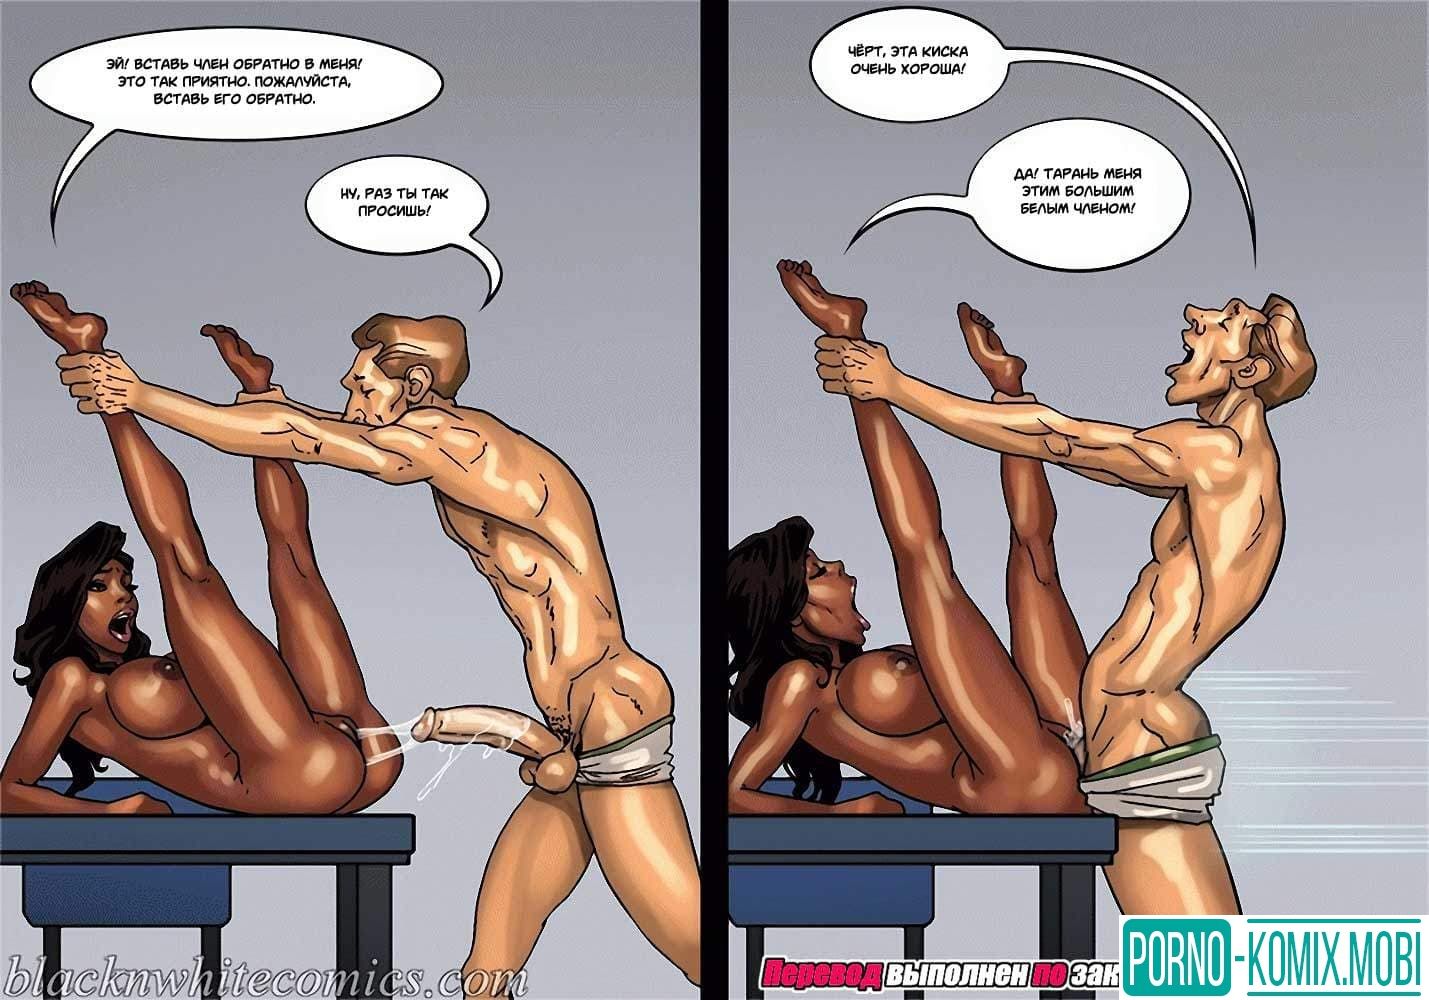 ЭЙ! ВСТАВЬ ЧЛЕН ОБРАТНО В МЕНЯ!
ЭТО ТАК ПРИЯТНО. ПОЖАЛУЙСТА,
ВСТАВЬ ЕГО ОБРАТНО.
НУ, РАЗ ТЫ ТАК
ПРОСИШЬ!
ЧЁРТ, ЭТА КИСКА
ОЧЕНЬ ХОРОША!
ДА! ТАРАНЬ МЕНЯ
ЭТИМ БОЛЬШИМ
БЕЛЫМ ЧЛЕНОМ!
blacknwhitecomics.com
Перевод выполнен по зак
PORNO-KOMIX.MOBI